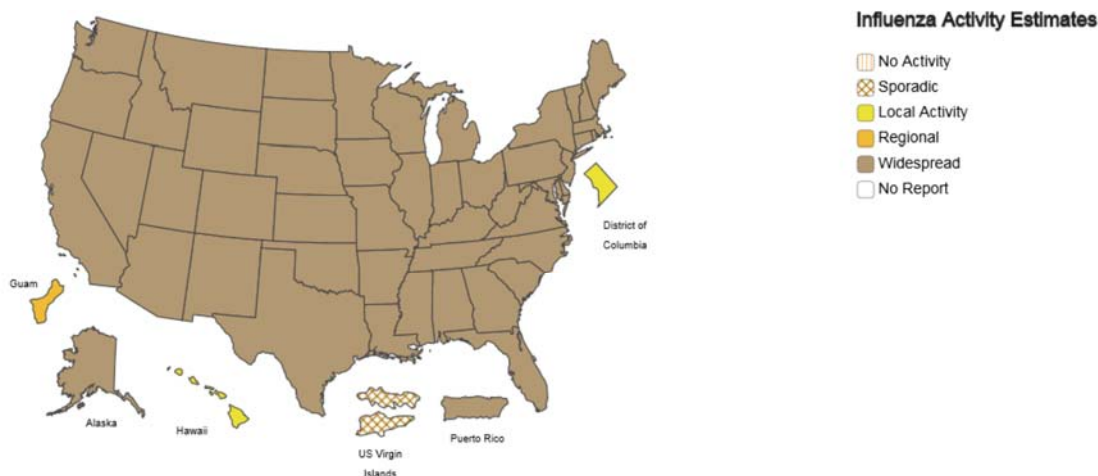 Influenza Activity Estimates
No Activity
Sporadic
Local Activity
Regional
Widespread
No Report
District of
Columbia
Guam
Alaska
Hawaii
US Virgin
Islands
Puerto Rico